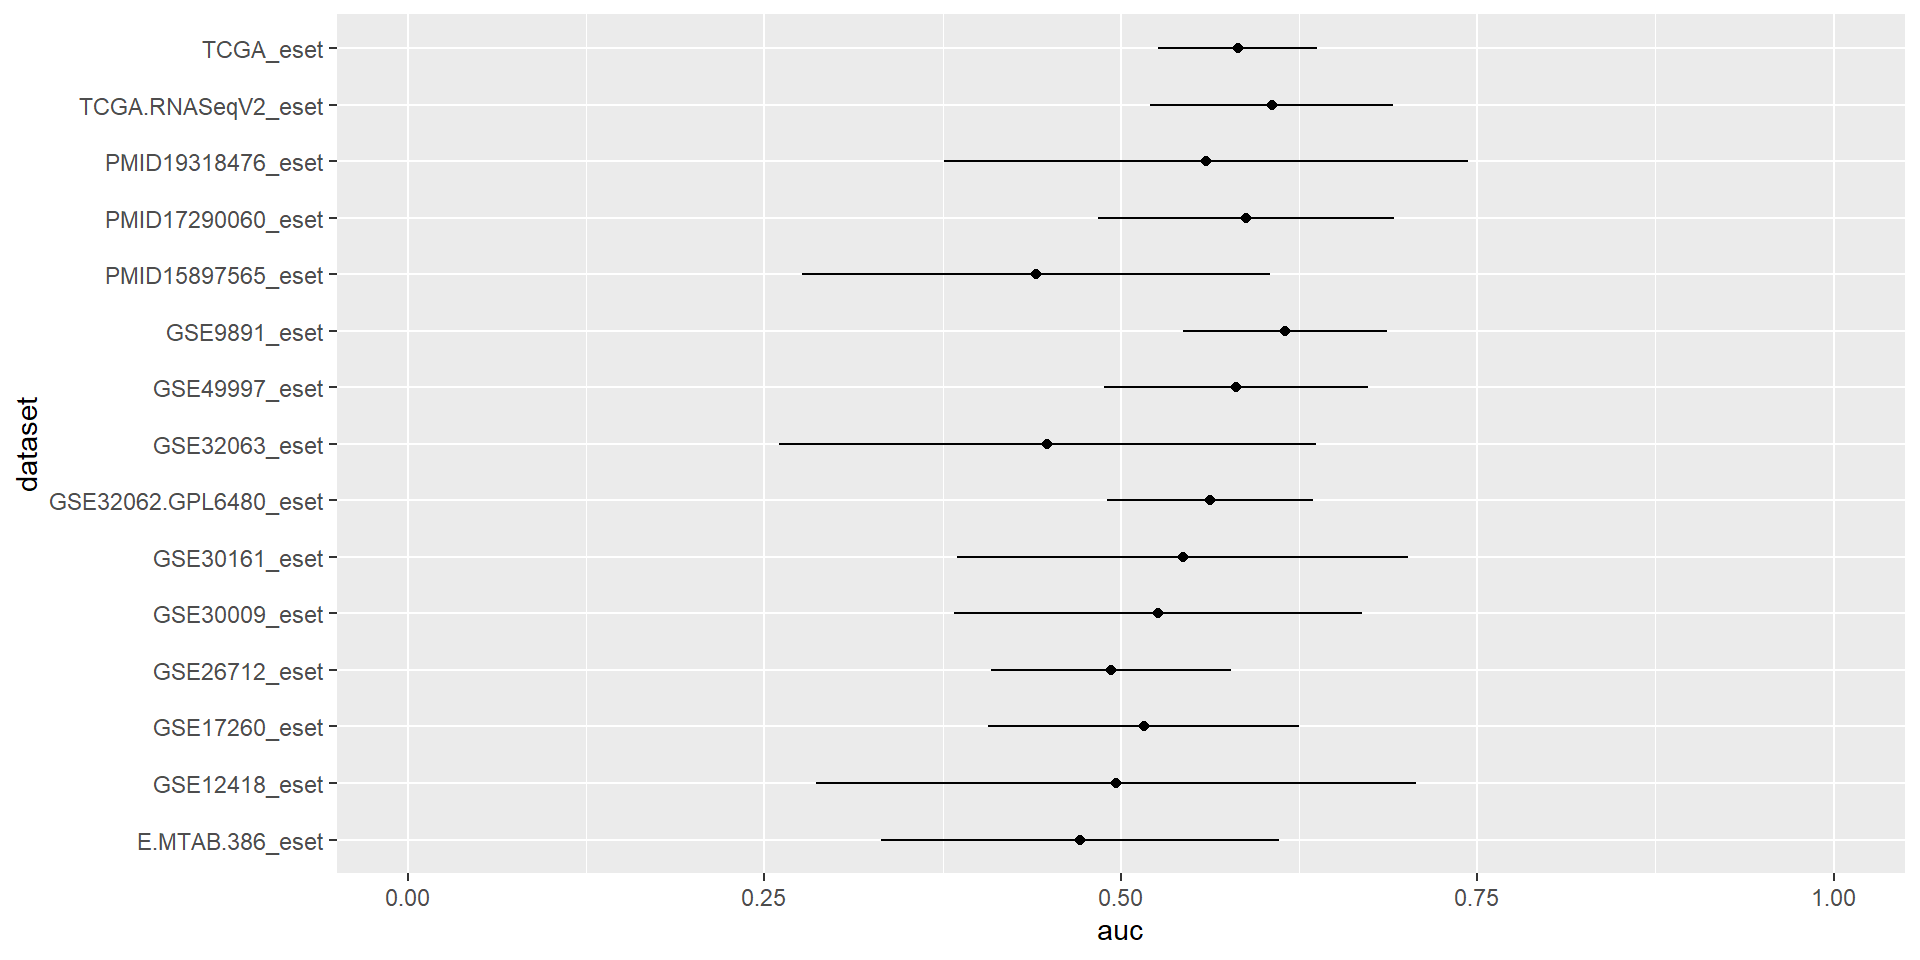 TCGA_eset
TCGA.RNASeqV2_eset
PMID19318476_eset
PMID17290060_eset
PMID15897565_eset
GSE9891_eset
GSE49997_eset
GSE32063_eset
GSE32062.GPL6480_eset
GSE30161_eset
GSE30009_eset
GSE26712_eset
GSE17260_eset
GSE12418_eset
E.MTAB.386_eset
dataset
0.00 0.25 0.50 0.75 1.00
auc